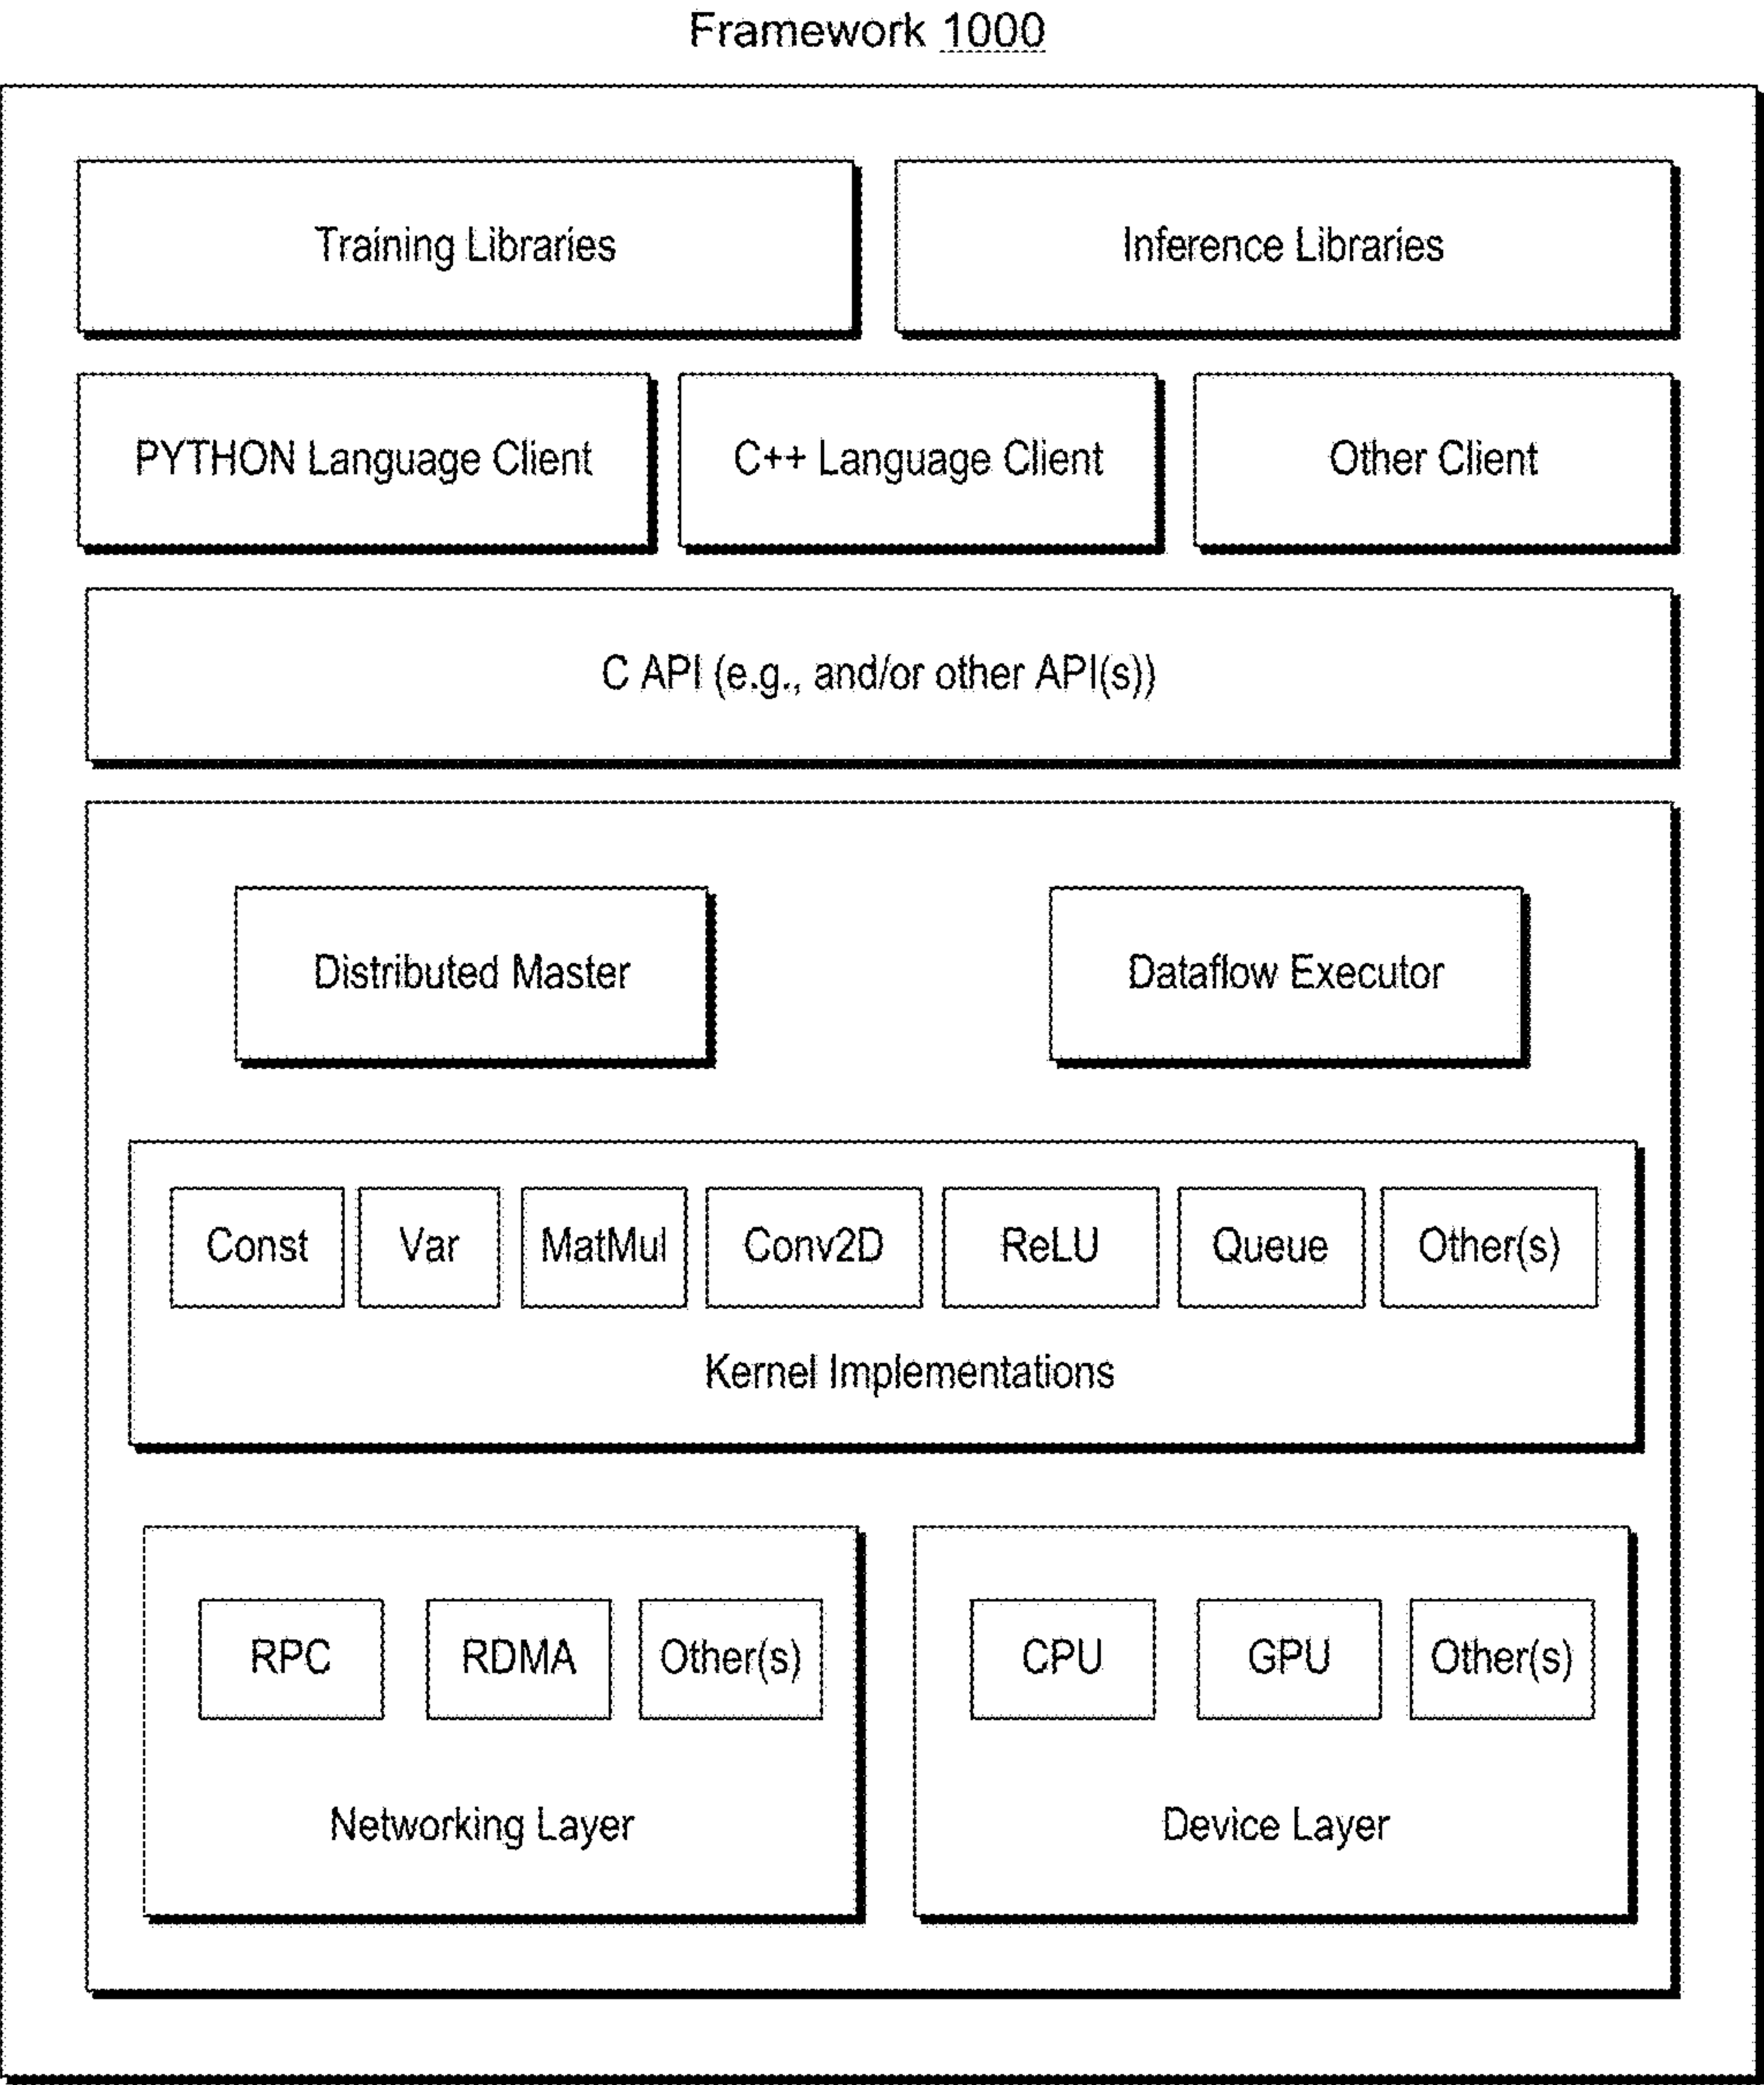 Framework 1000
Training Libraries
Inference Libraries
PYTHON Language Client
C++ Language Client
Other Client
C API (e.g., and/or other API(s))
Distributed Master
Dataflow Executor
Const
Var
MatMul
Conv2D
ReLU
Queue
Other(s)
Kernel Implementations
RPC
RDMA
Other(s)
Networking Layer
CPU
GPU
Other(s)
Device Layer